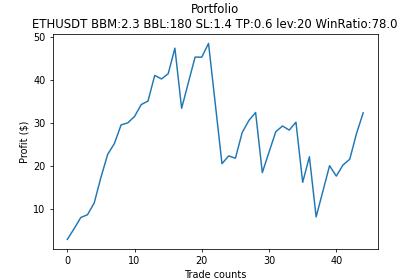 Portfolio
ETHUSDT BBM:2.3 BBL:180 SL:1.4 TP:0.6 lev:20 WinRatio:78.0
50
40
30
20
10
Profit ($)
0
10
20
30
40
Trade counts